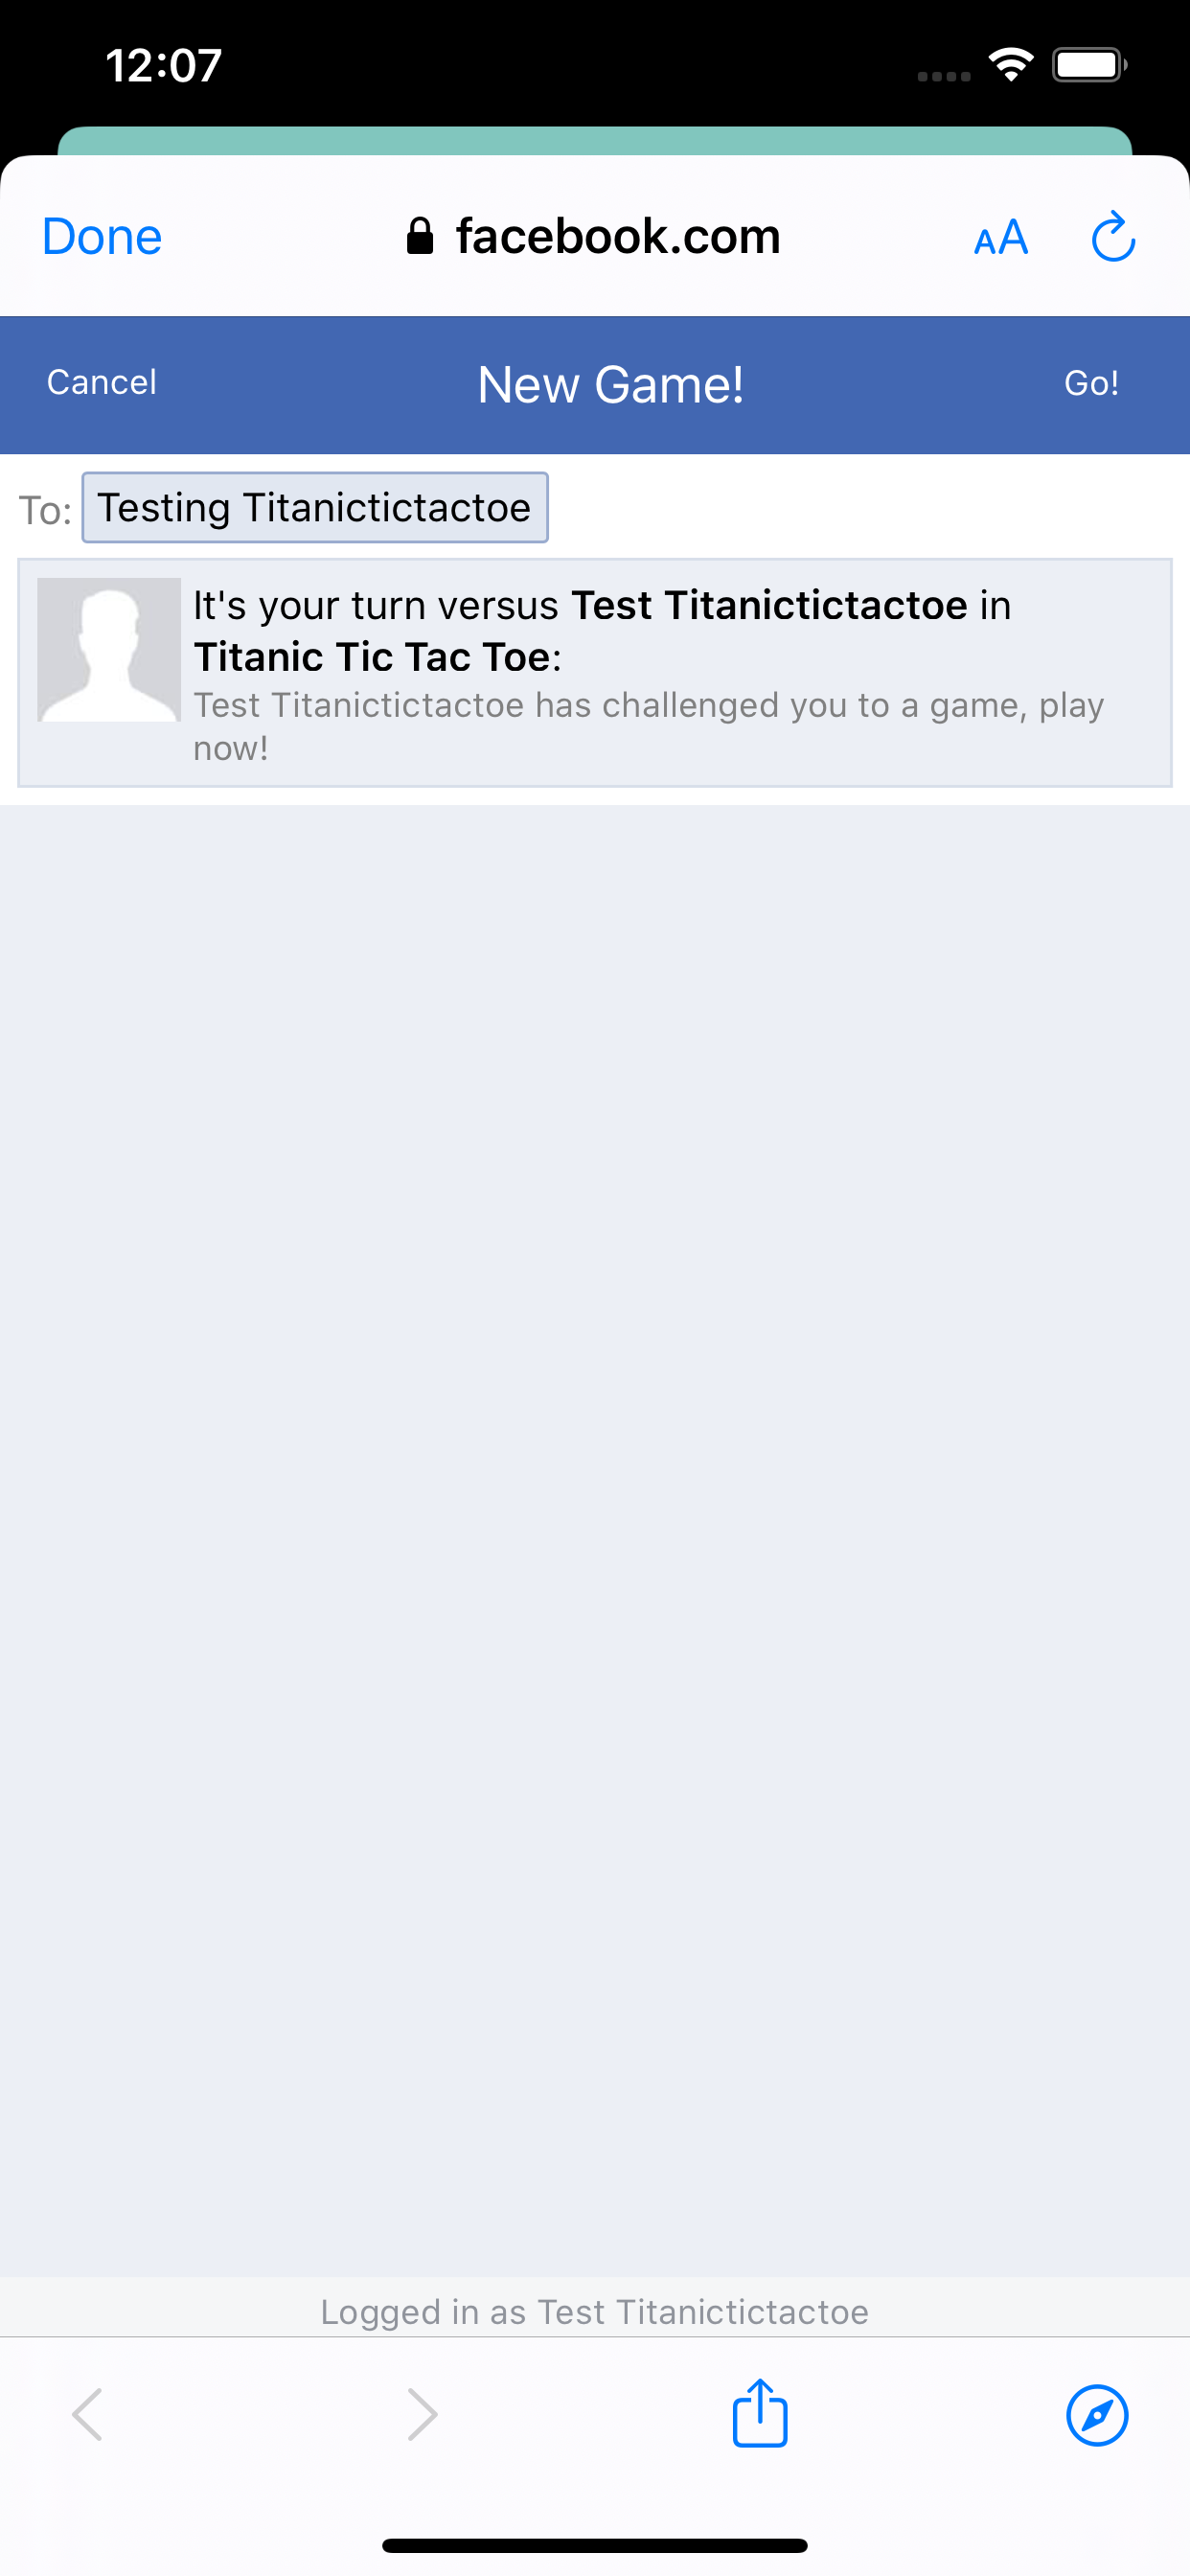 12:07
Done facebook.com AA
Cancel New Game! Go!
To: Testing Titanictictactoe
It's your turn versus Test Titanictictactoe in
Titanic Tic Tac Toe:
Test Titanictictactoe has challenged you to a game, play
now!
Logged in as Test Titanictictactoe